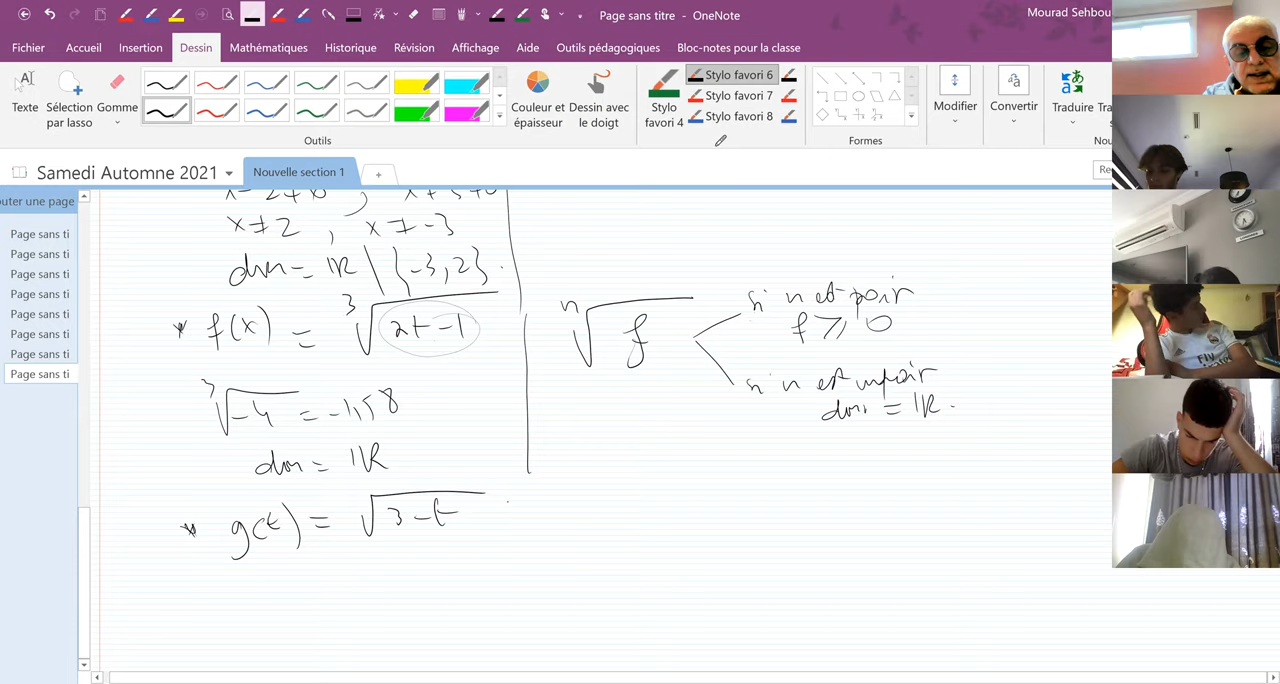 Page sans titre - OneNote
Mourad Sehbou
Fichier Accueil Insertion Dessin Mathématiques Historique Révision Affichage Aide Outils pédagogiques Bloc-notes pour la classe
Texte
Sélection par lasso
Gomme
Outils
Couleur et épaisseur
Dessin avec le doigt
Stylo favori 4
Stylo favori 6
Stylo favori 7
Stylo favori 8
Formes
Modifier
Convertir
Traduire Tra
Nou
Samedi Automne 2021
Nouvelle section 1
Re
outer une page
Page sans ti
Page sans ti
Page sans ti
Page sans ti
Page sans ti
Page sans ti
Page sans ti
Page sans ti
x ≠ 2 , x ≠ -3
dom = ℝ \ {-3, 2}.
* f(x) = ∛(2t - 1)
∛-4 = -1,58
dom = ℝ
* g(t) = √(3 - t)
ⁿ√f
si n est pair
f ⩾ 0
si n est impair
dom = ℝ.
FLY